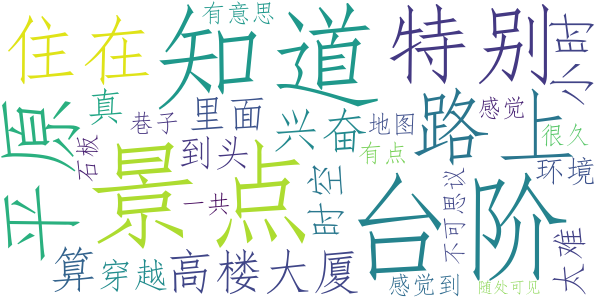 有意思
住在
知道
特别
小时
平原
真
巷子
里面
兴奋
地图
路上
感觉
很久
石板
到头
有点
景点
一共
时空
台阶
不可思议
环境
太难
算
穿越
高楼大厦
感觉到
随处可见